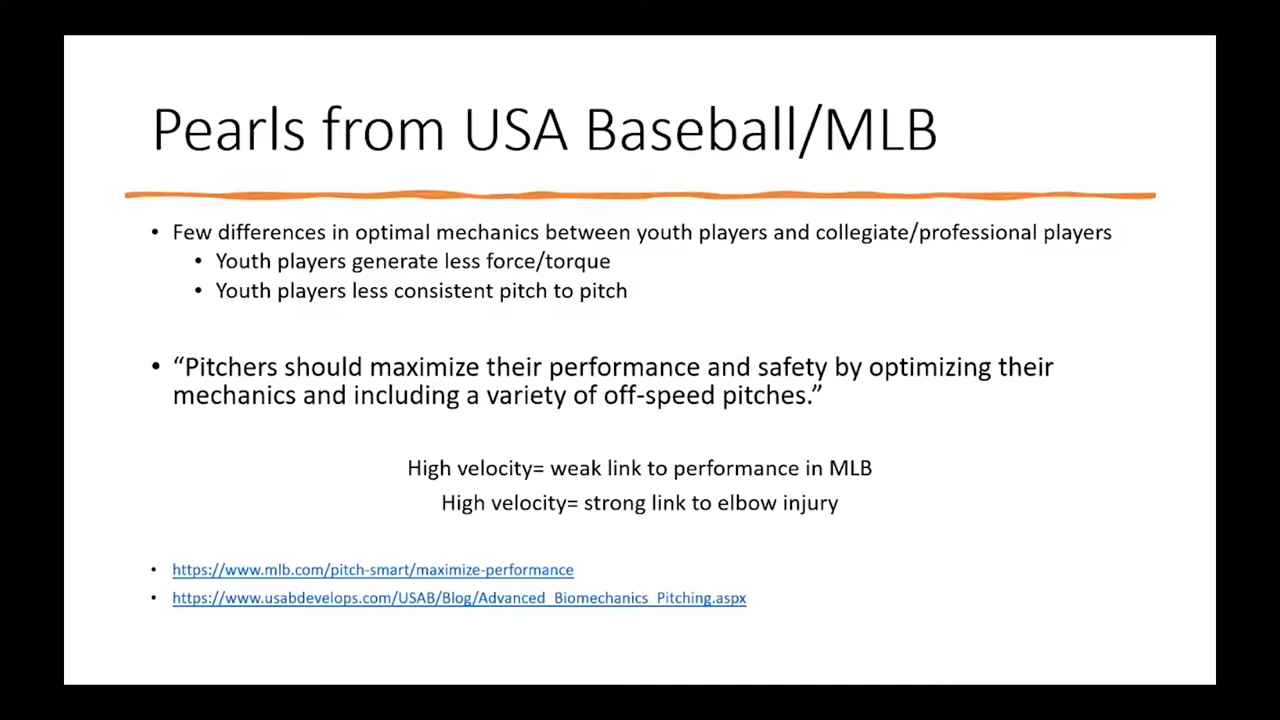 Pearls from USA Baseball/MLB
• Few differences in optimal mechanics between youth players and collegiate/professional players
• Youth players generate less force/torque
• Youth players less consistent pitch to pitch
• “Pitchers should maximize their performance and safety by optimizing their
mechanics and including a variety of off-speed pitches.”
High velocity= weak link to performance in MLB
High velocity= strong link to elbow injury
• https://www.mlb.com/pitch-smart/maximize-performance
• https://www.usabdevelops.com/USAB/Blog/Advanced_Biomechanics_Pitching.aspx